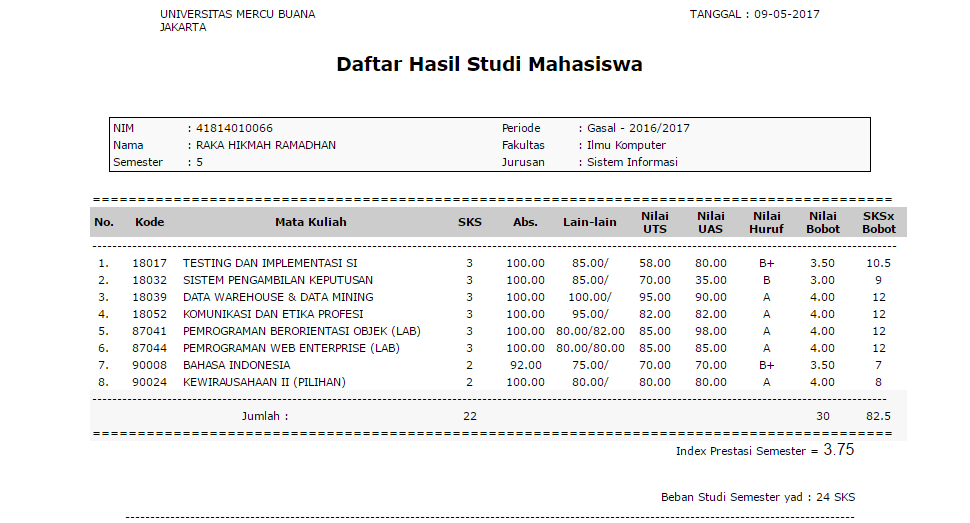 UNIVERSITAS MERCU BUANA TANGGAL : 09-05-2017
JAKARTA
Daftar Hasil Studi Mahasiswa
NIM : 41814010066 Periode : Gasal - 2016/2017
Nama : RAKA HIKMAH RAMADHAN Fakultas : Ilmu Komputer
Semester : 5 Jurusan : Sistem Informasi
No. Kode Mata Kuliah SKS Abs. Lain-lain Nilai UTS Nilai UAS Nilai Huruf Nilai Bobot SKSx Bobot
1. 18017 TESTING DAN IMPLEMENTASI SI 3 100.00 85.00/ 58.00 80.00 B+ 3.50 10.5
2. 18032 SISTEM PENGAMBILAN KEPUTUSAN 3 100.00 85.00/ 70.00 35.00 B 3.00 9
3. 18039 DATA WAREHOUSE & DATA MINING 3 100.00 100.00/ 95.00 90.00 A 4.00 12
4. 18052 KOMUNIKASI DAN ETIKA PROFESI 3 100.00 95.00/ 82.00 82.00 A 4.00 12
5. 87041 PEMROGRAMAN BERORIENTASI OBJEK (LAB) 3 100.00 80.00/82.00 85.00 98.00 A 4.00 12
6. 87044 PEMROGRAMAN WEB ENTERPRISE (LAB) 3 100.00 80.00/80.00 85.00 85.00 A 4.00 12
7. 90008 BAHASA INDONESIA 2 92.00 75.00/ 70.00 70.00 B+ 3.50 7
8. 90024 KEWIRAUSAHAAN II (PILIHAN) 2 100.00 80.00/ 80.00 80.00 A 4.00 8
Jumlah : 22 30 82.5
Index Prestasi Semester = 3.75
Beban Studi Semester yad : 24 SKS